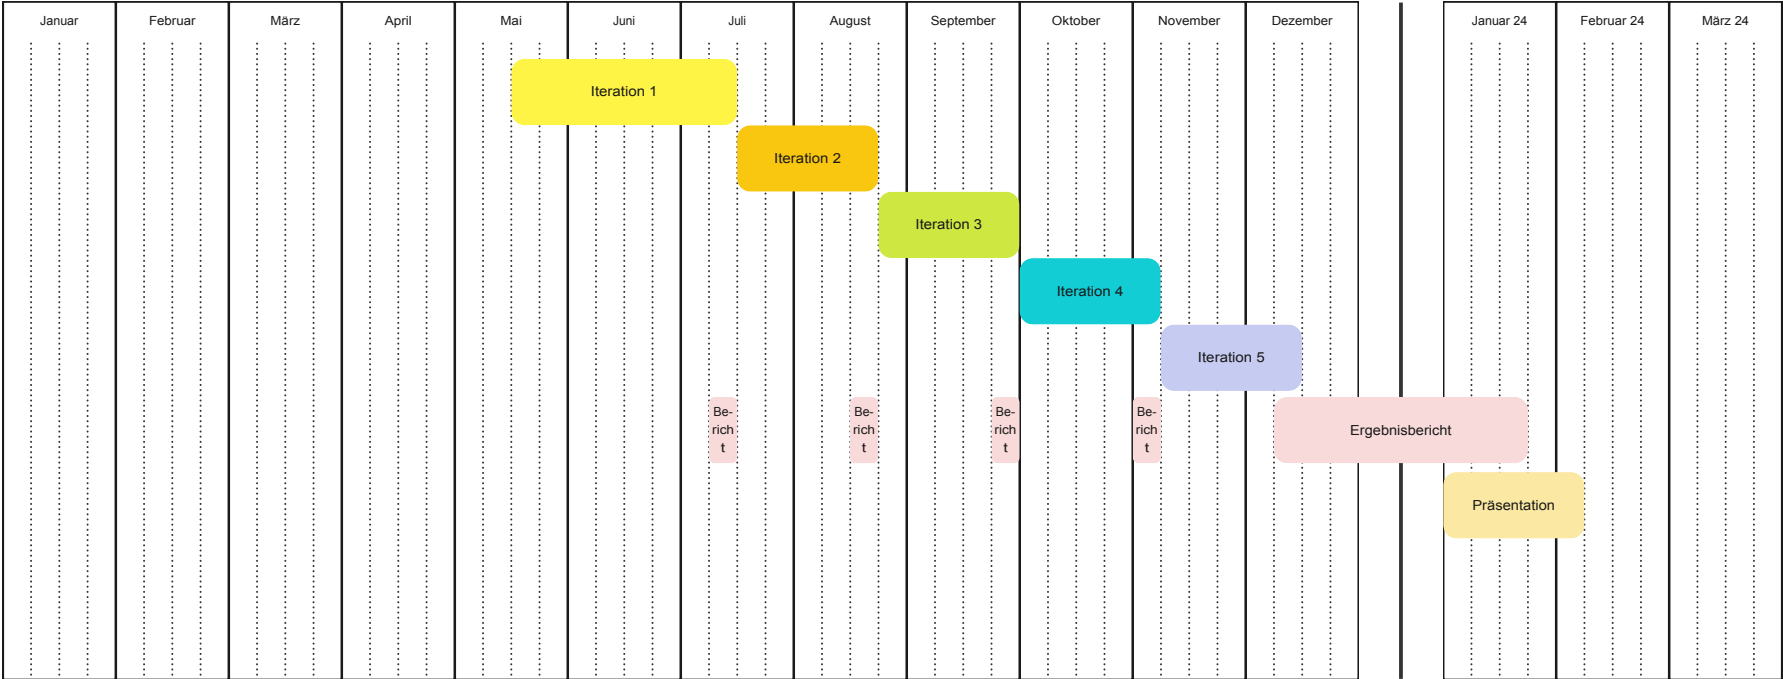 Januar Februar März April Mai Juni Juli August September Oktober November Dezember Januar 24 Februar 24 März 24
Iteration 1
Iteration 2
Iteration 3
Iteration 4
Iteration 5
Be-
rich
t
Be-
rich
t
Be-
rich
t
Be-
rich
t
Ergebnisbericht
Präsentation